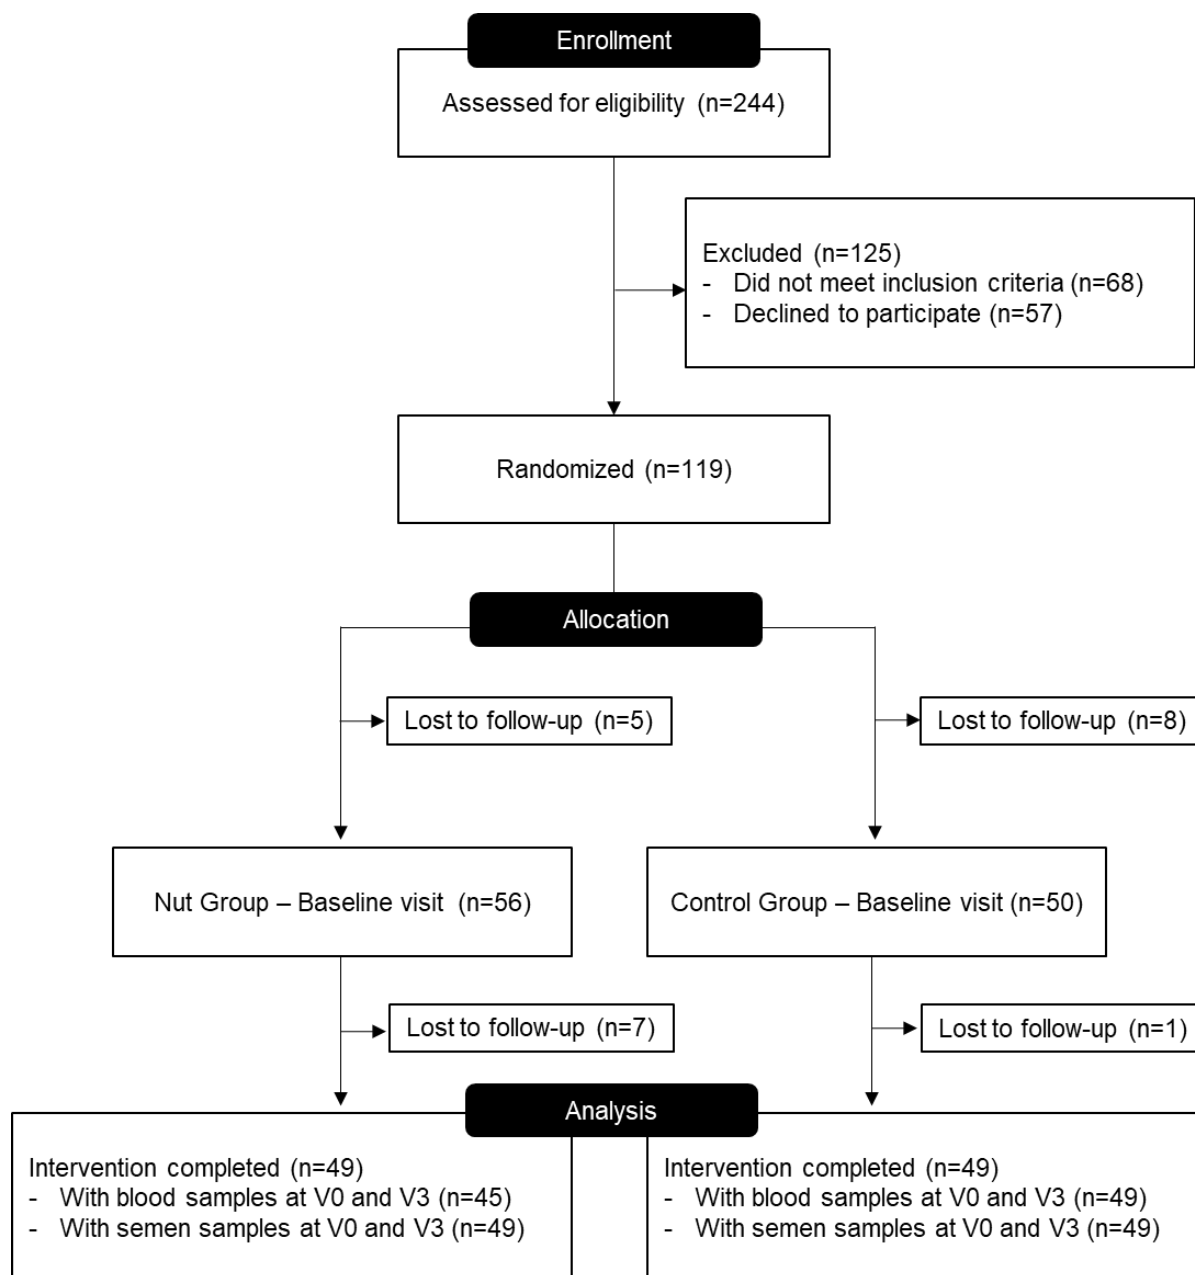 Enrollment
Assessed for eligibility (n=244)
Excluded (n=125)
- Did not meet inclusion criteria (n=68)
- Declined to participate (n=57)
Randomized (n=119)
Allocation
Lost to follow-up (n=5)
Lost to follow-up (n=8)
Nut Group – Baseline visit (n=56)
Control Group – Baseline visit (n=50)
Lost to follow-up (n=7)
Lost to follow-up (n=1)
Analysis
Intervention completed (n=49)
- With blood samples at V0 and V3 (n=45)
- With semen samples at V0 and V3 (n=49)
Intervention completed (n=49)
- With blood samples at V0 and V3 (n=49)
- With semen samples at V0 and V3 (n=49)